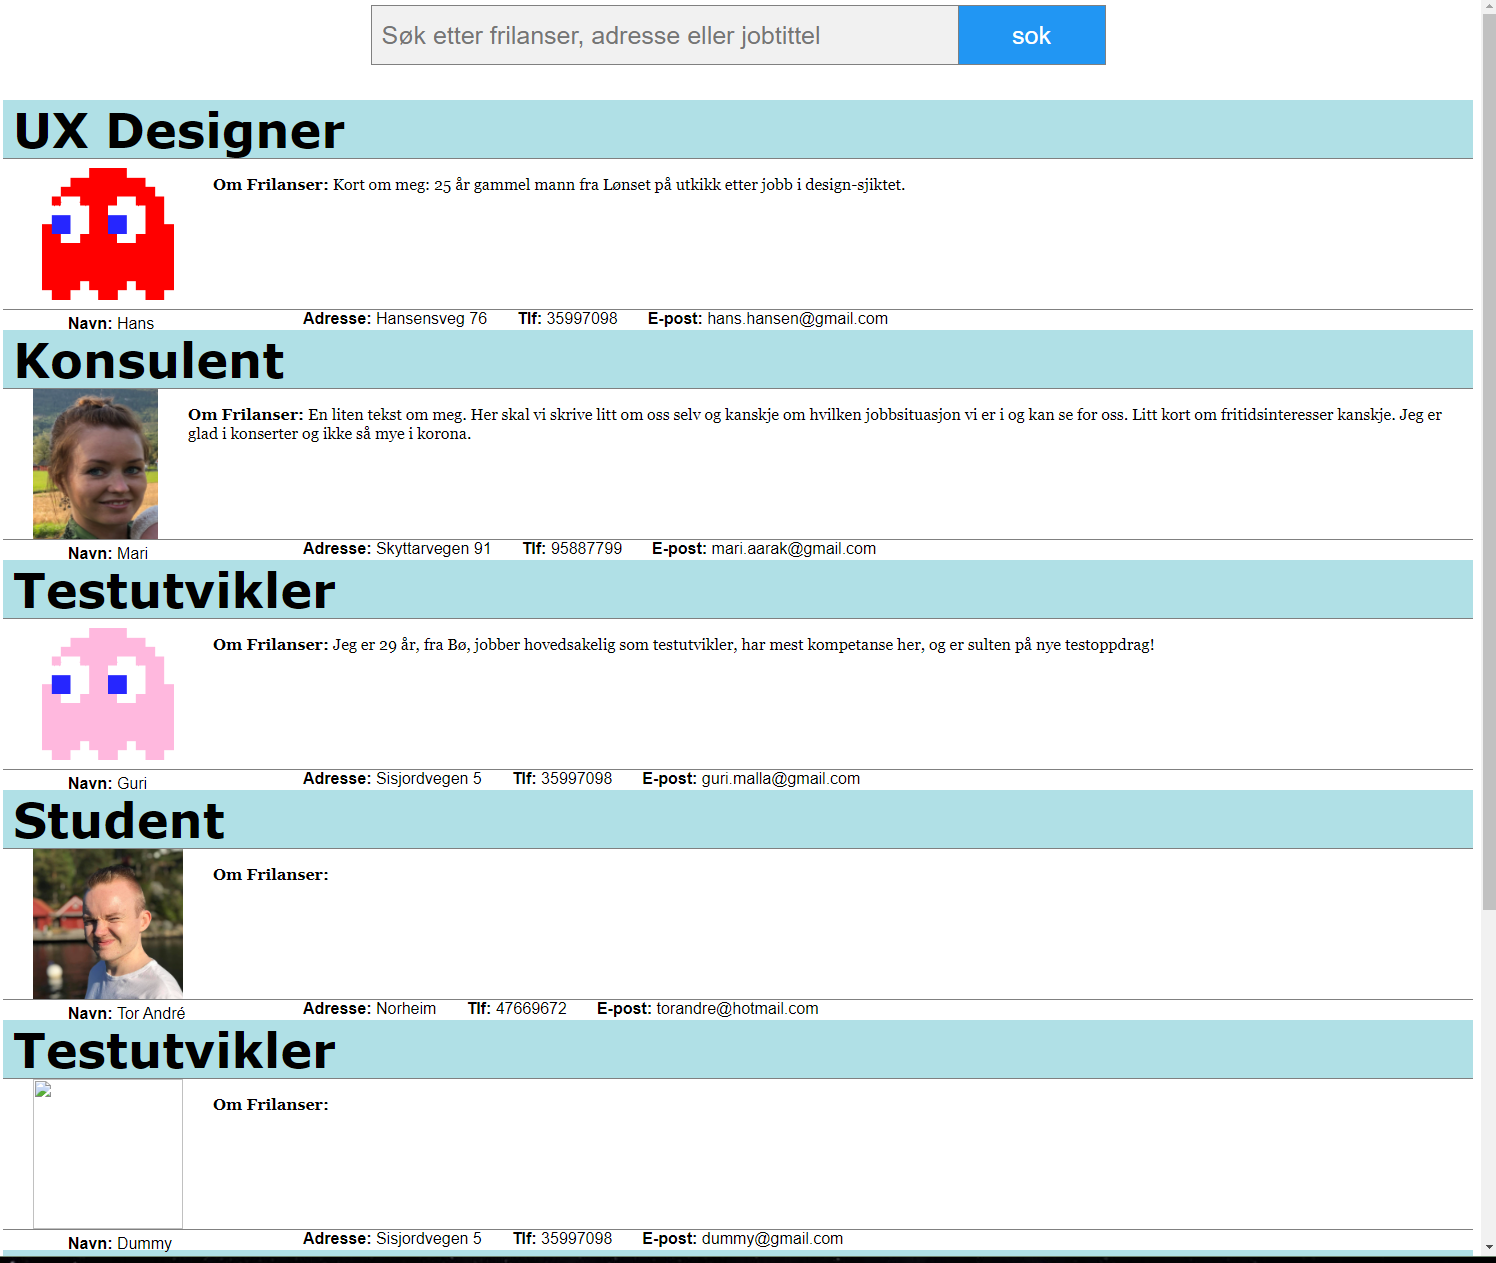 Søk etter frilanser, adresse eller jobtittel sok
UX Designer
Om Frilanser: Kort om meg: 25 år gammel mann fra Lønset på utkikk etter jobb i design-sjiktet.
Navn: Hans Adresse: Hansensveg 76 Tlf: 35997098 E-post: hans.hansen@gmail.com
Konsulent
Om Frilanser: En liten tekst om meg. Her skal vi skrive litt om oss selv og kanskje om hvilken jobbsituasjon vi er i og kan se for oss. Litt kort om fritidsinteresser kanskje. Jeg er
glad i konserter og ikke så mye i korona.
Navn: Mari Adresse: Skyttarvegen 91 Tlf: 95887799 E-post: mari.aarak@gmail.com
Testutvikler
Om Frilanser: Jeg er 29 år, fra Bø, jobber hovedsakelig som testutvikler, har mest kompetanse her, og er sulten på nye testoppdrag!
Navn: Guri Adresse: Sisjordvegen 5 Tlf: 35997098 E-post: guri.malla@gmail.com
Student
Om Frilanser:
Navn: Tor André Adresse: Norheim Tlf: 47669672 E-post: torandre@hotmail.com
Testutvikler
Om Frilanser:
Navn: Dummy Adresse: Sisjordvegen 5 Tlf: 35997098 E-post: dummy@gmail.com